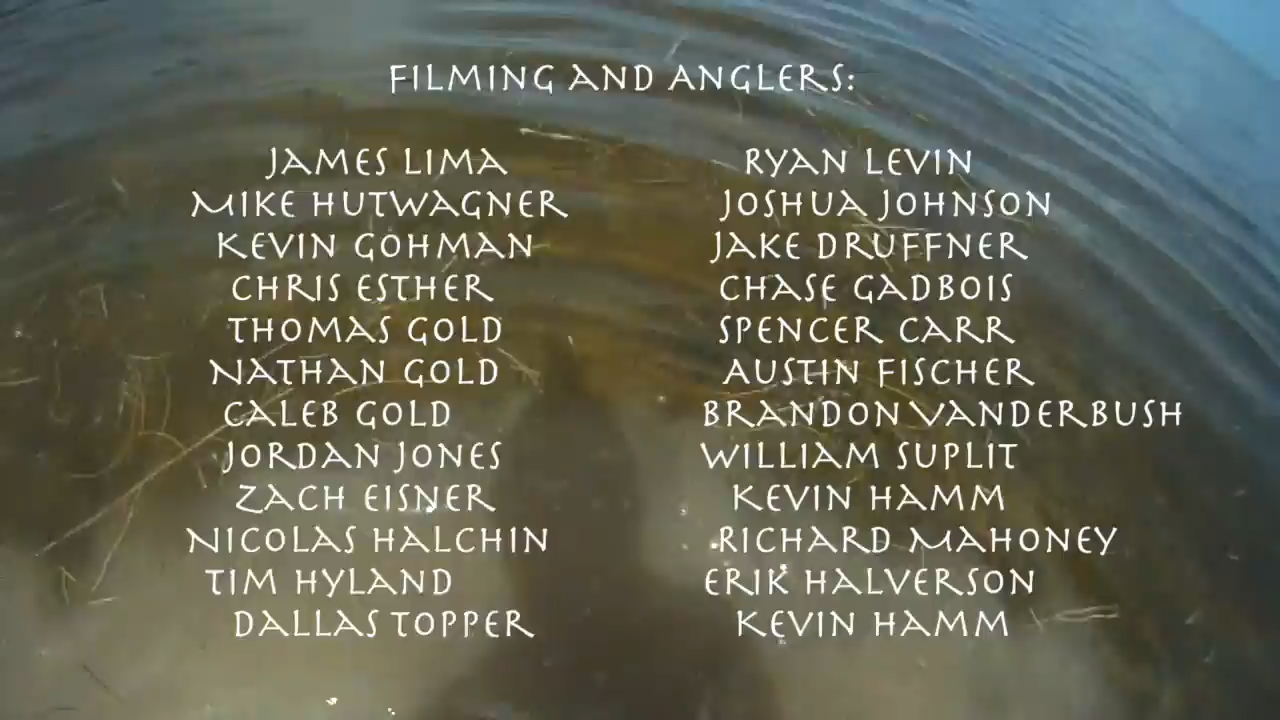 FILMING AND ANGLERS:
JAMES LIMA
MIKE HUTWAGNER
KEVIN GOHMAN
CHRIS ESTHER
THOMAS GOLD
NATHAN GOLD
CALEB GOLD
JORDAN JONES
ZACH EISNER
NICOLAS HALCHIN
TIM HYLAND
DALLAS TOPPER
RYAN LEVIN
JOSHUA JOHNSON
JAKE DRUFFNER
CHASE GADBOIS
SPENCER CARR
AUSTIN FISCHER
BRANDON VANDERBUSH
WILLIAM SUPLIT
KEVIN HAMM
RICHARD MAHONEY
ERIK HALVERSON
KEVIN HAMM